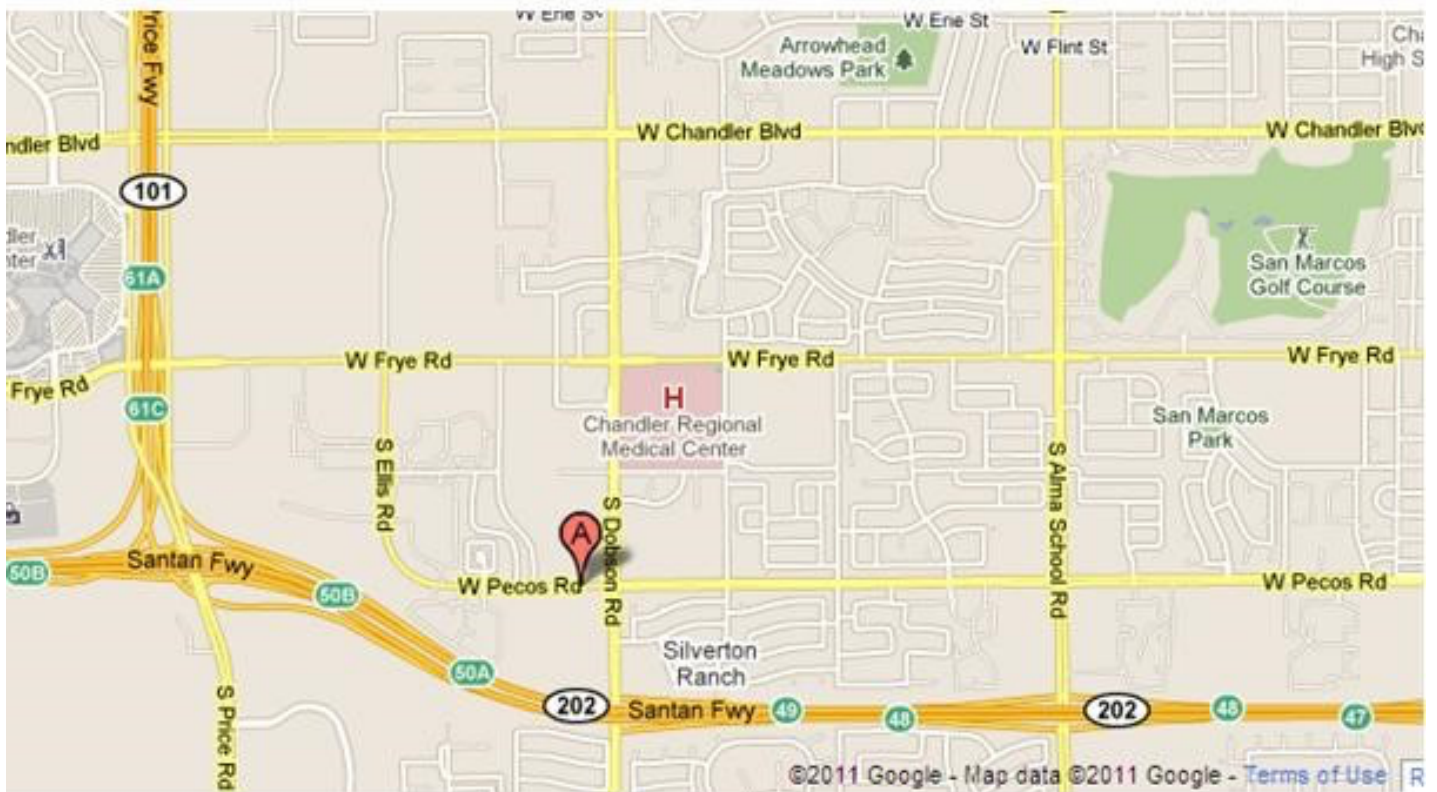 W Erie St
W Erie St
Price Fwy
Arrowhead
Meadows Park
W Flint St
Cha
High S
ndler Blvd
W Chandler Blvd
W Chandler Blvd
101
dler
nter
61A
San Marcos
Golf Course
Frye Rd
W Frye Rd
W Frye Rd
W Frye Rd
61C
H
Chandler Regional
Medical Center
San Marcos
Park
S Ellis Rd
S Dobson Rd
S Alma School Rd
A
50B
Santan Fwy
50B
W Pecos Rd
W Pecos Rd
Silverton
Ranch
50A
S Price Rd
202
Santan Fwy
49
48
202
48
47
©2011 Google - Map data ©2011 Google - Terms of Use
R